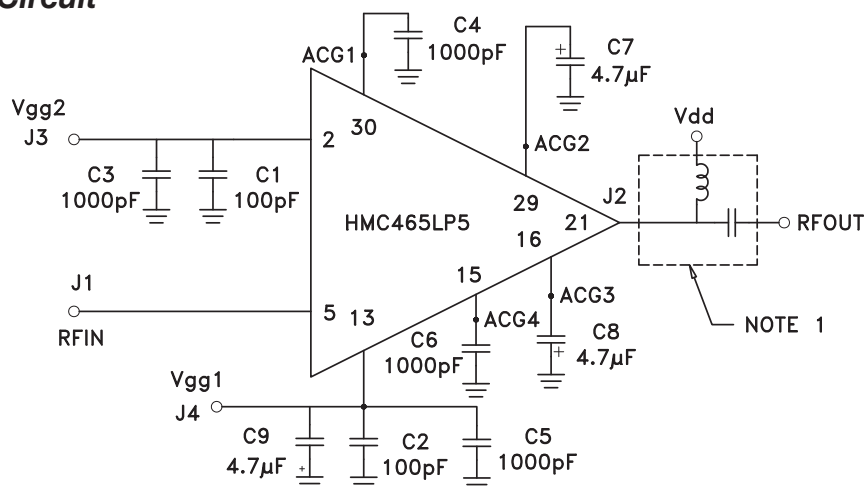 Circuit
C4
1000pF
ACG1
C7
4.7µF
+
Vgg2
J3
2
30
C3
1000pF
C1
100pF
ACG2
Vdd
J2
HMC465LP5
29
21
16
RFOUT
J1
RFIN
5
13
15
ACG3
ACG4
NOTE 1
C6
1000pF
C8
4.7µF
+
Vgg1
J4
C9
4.7µF
+
C2
100pF
C5
1000pF